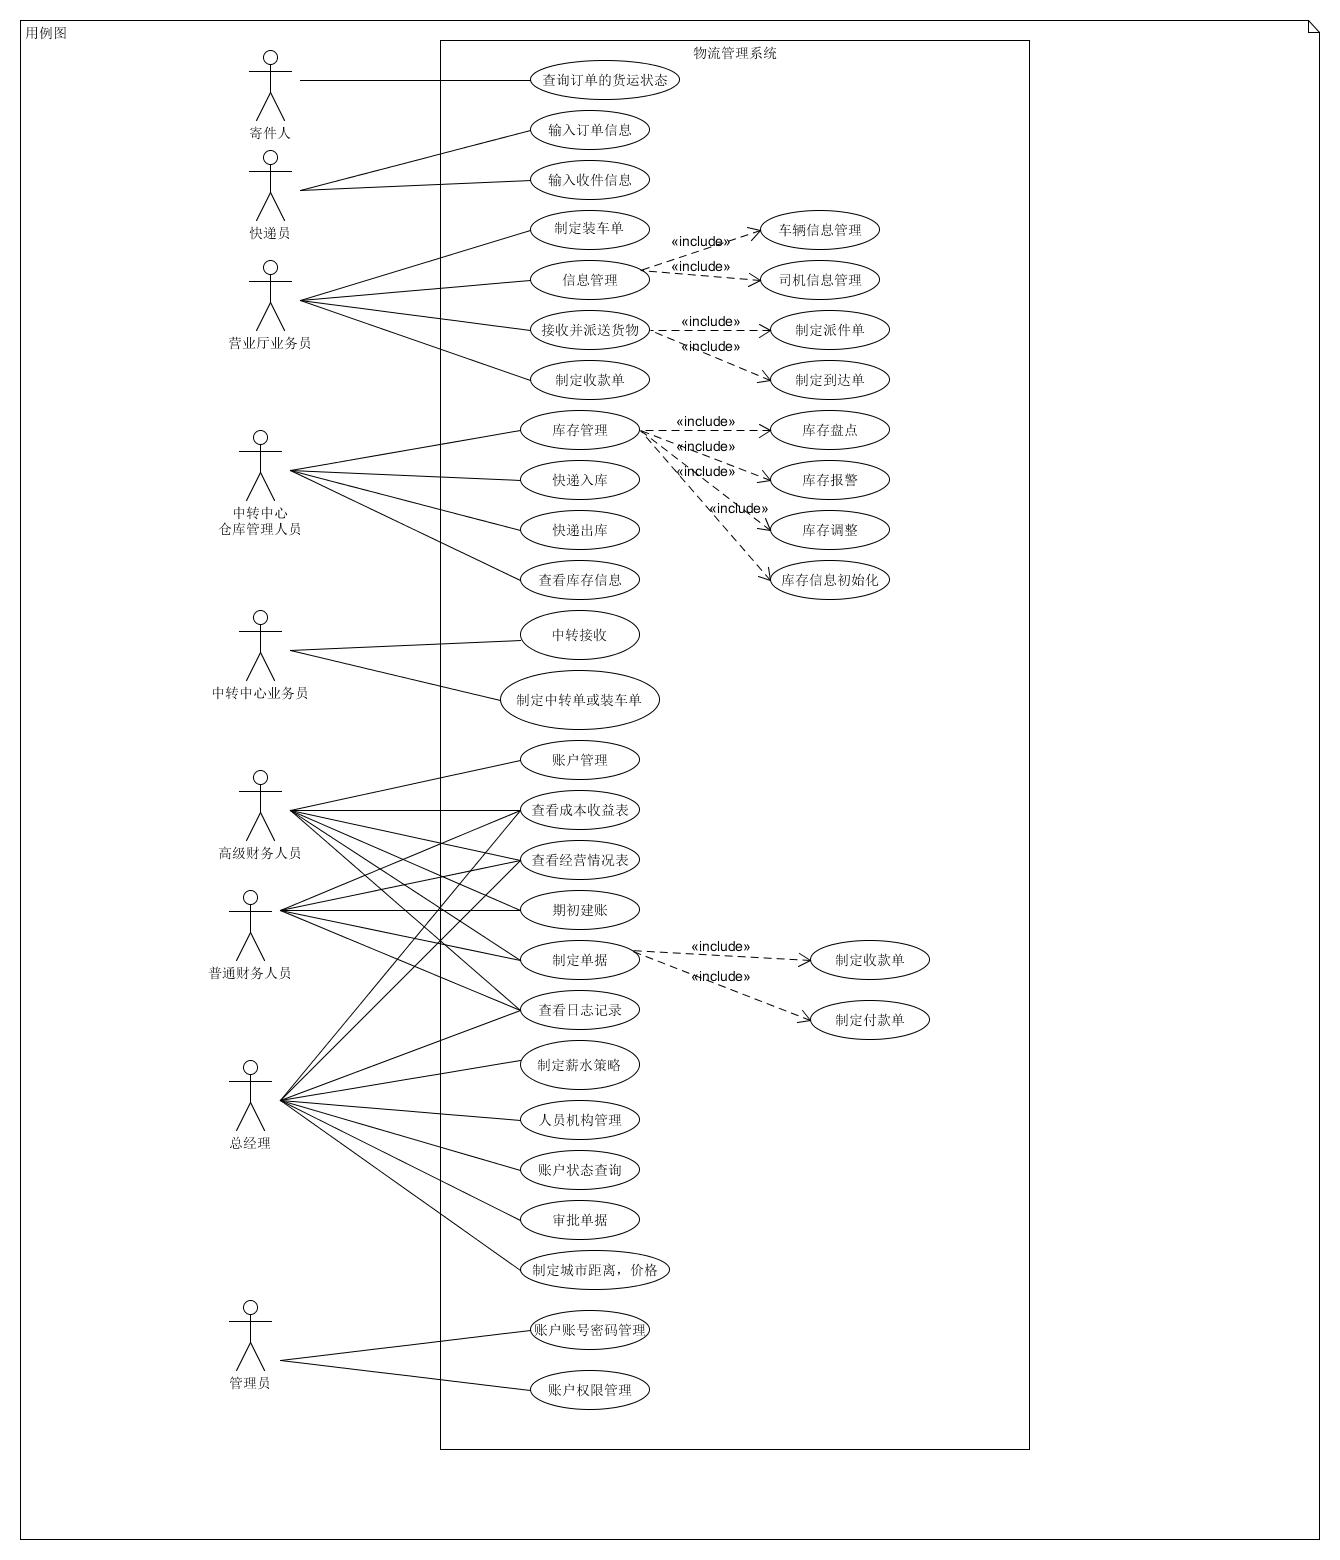 用例图
物流管理系统
查询订单的货运状态
寄件人
输入订单信息
输入收件信息
快递员
制定装车单
«include»
车辆信息管理
信息管理
«include»
司机信息管理
营业厅业务员
接收并派送货物
«include»
制定派件单
«include»
制定收款单
制定到达单
库存管理
«include»
库存盘点
«include»
快递入库
«include»
库存报警
中转中心
仓库管理人员
«include»
快递出库
库存调整
查看库存信息
库存信息初始化
中转接收
中转中心业务员
制定中转单或装车单
账户管理
查看成本收益表
高级财务人员
查看经营情况表
期初建账
«include»
制定单据
制定收款单
普通财务人员
«include»
查看日志记录
制定付款单
制定薪水策略
人员机构管理
总经理
账户状态查询
审批单据
制定城市距离，价格
账户账号密码管理
管理员
账户权限管理